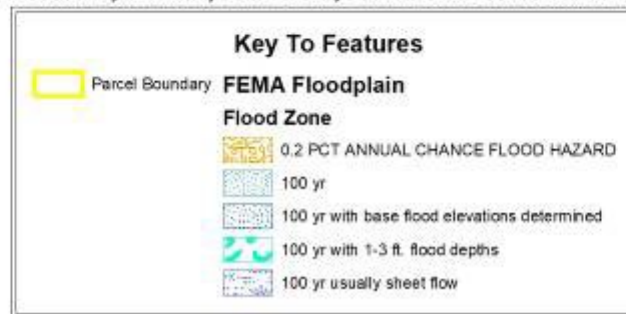 Key To Features
Parcel Boundary
FEMA Floodplain
Flood Zone
0.2 PCT ANNUAL CHANCE FLOOD HAZARD
100 yr
100 yr with base flood elevations determined
100 yr with 1-3 ft. flood depths
100 yr usually sheet flow